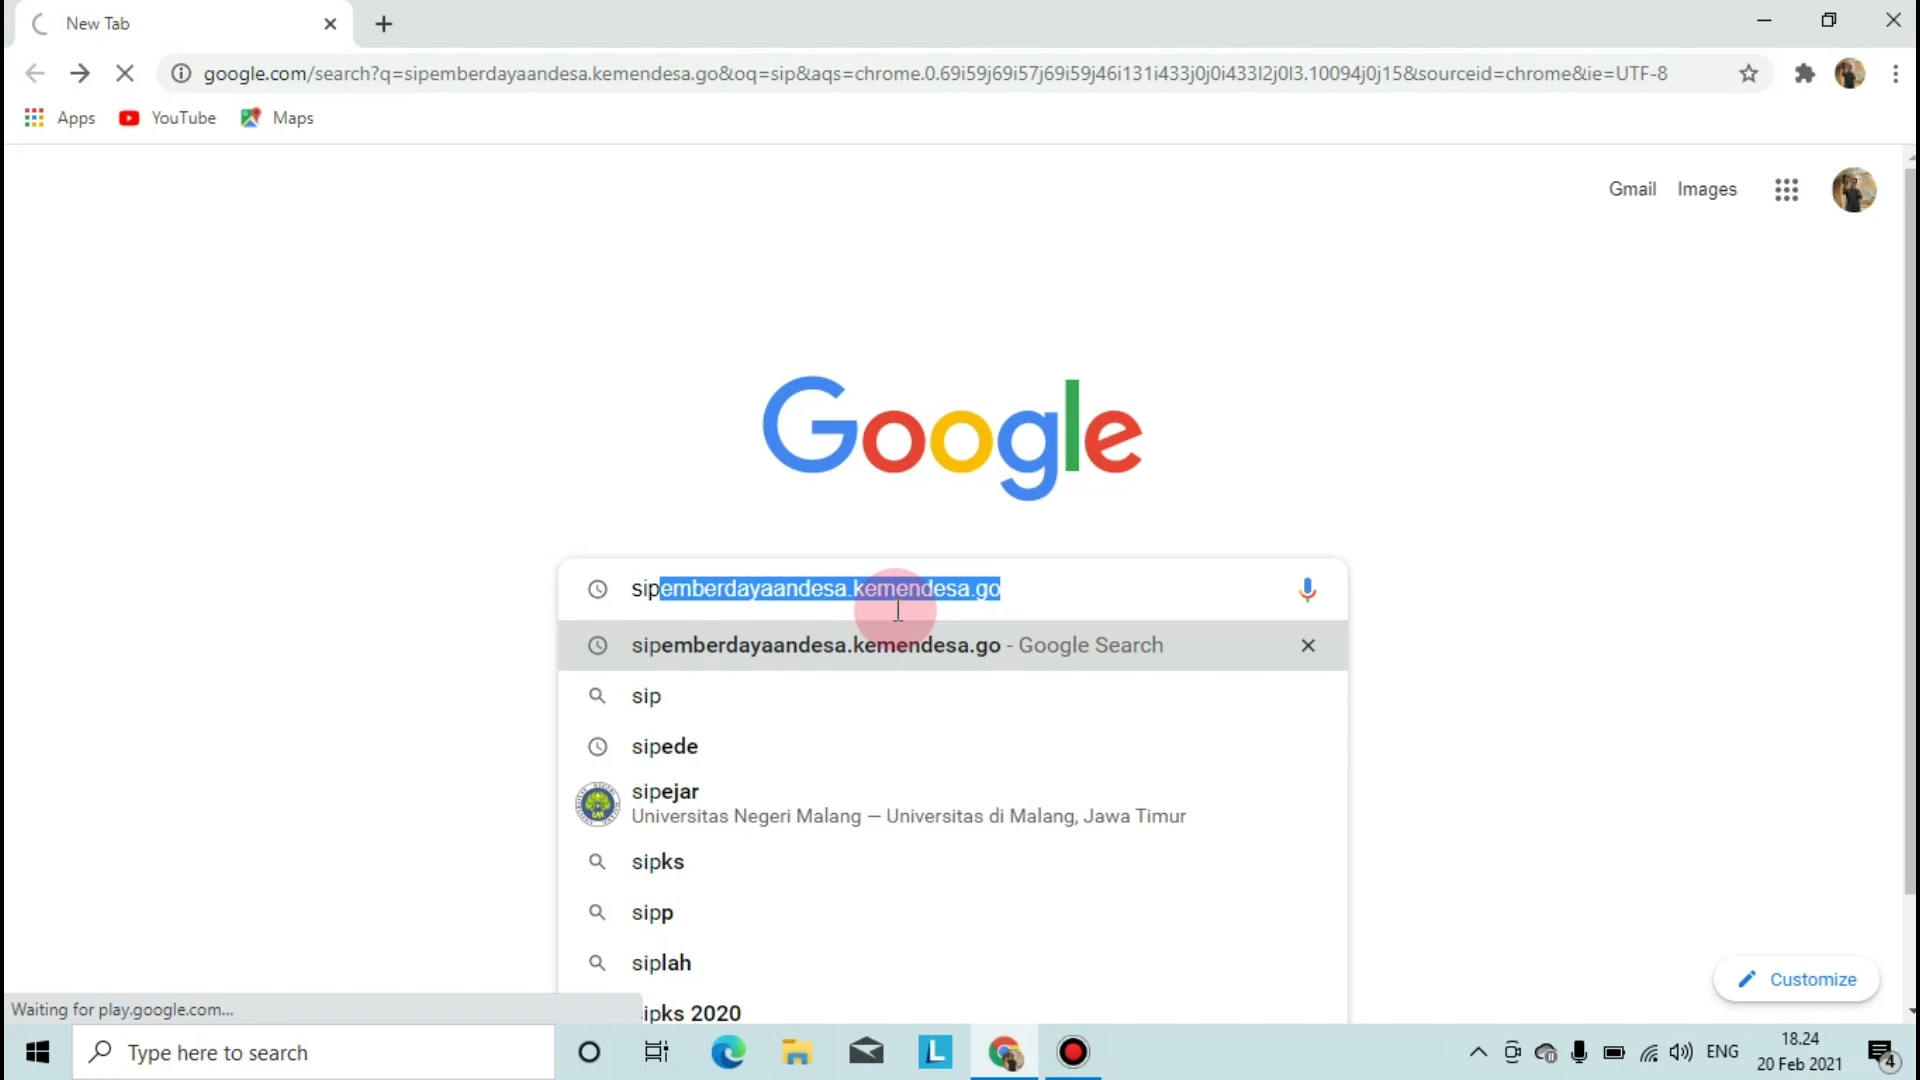 New Tab
google.com/search?q=sipemberdayaandesa.kemendesa.go&oq=sip&aqs=chrome.0.69i59j69i57j69i59j46i131i433j0j0i433l2j0l3.10094j0j15&sourceid=chrome&ie=UTF-8
Apps YouTube Maps
Gmail Images
Google
sipemberdayaandesa.kemendesa.go
sipemberdayaandesa.kemendesa.go - Google Search
sip
sipede
sipejar
Universitas Negeri Malang — Universitas di Malang, Jawa Timur
sipks
sipp
siplah
Customize
Waiting for play.google.com...
ipks 2020
Type here to search
L
ENG
18.24
20 Feb 2021
4